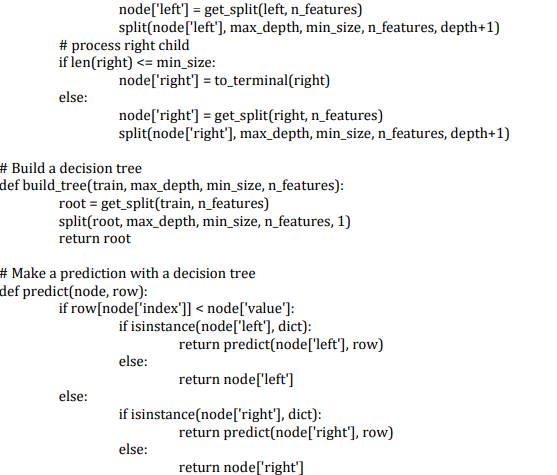 node['left'] = get_split(left, n_features)
split(node['left'], max_depth, min_size, n_features, depth+1)
# process right child
if len(right) <= min_size:
node['right'] = to_terminal(right)
else:
node['right'] = get_split(right, n_features)
split(node['right'], max_depth, min_size, n_features, depth+1)
# Build a decision tree
def build_tree(train, max_depth, min_size, n_features):
root = get_split(train, n_features)
split(root, max_depth, min_size, n_features, 1)
return root
# Make a prediction with a decision tree
def predict(node, row):
if row[node['index']] < node['value']:
if isinstance(node['left'], dict):
return predict(node['left'], row)
else:
return node['left']
else:
if isinstance(node['right'], dict):
return predict(node['right'], row)
else:
return node['right']